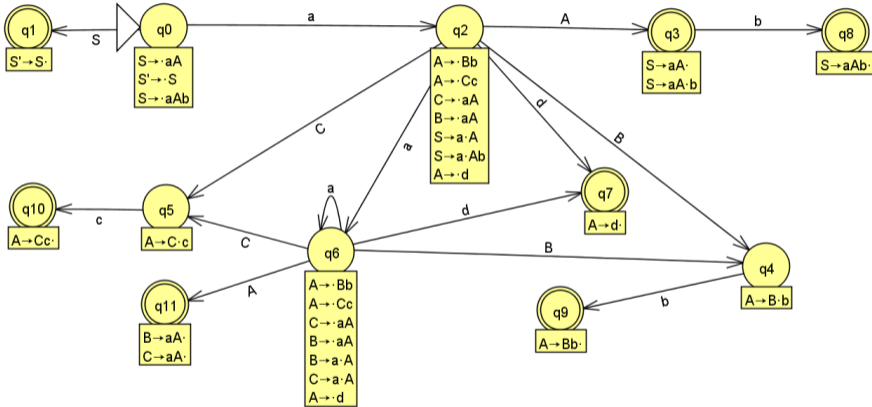 q1
S'→S·
S
q0
S→·aA
S'→·S
S→·aAb
a
q2
A→·Bb
A→·Cc
C→·aA
B→·aA
S→a·A
S→a·Ab
A→·d
A
q3
S→aA·
S→aA·b
b
q8
S→aAb·
C
a
d
B
q10
A→Cc·
c
q5
A→C·c
C
a
d
q7
A→d·
q6
A→·Bb
A→·Cc
C→·aA
B→·aA
B→a·A
C→a·A
A→·d
B
q4
A→B·b
A
q11
B→aA·
C→aA·
b
q9
A→Bb·